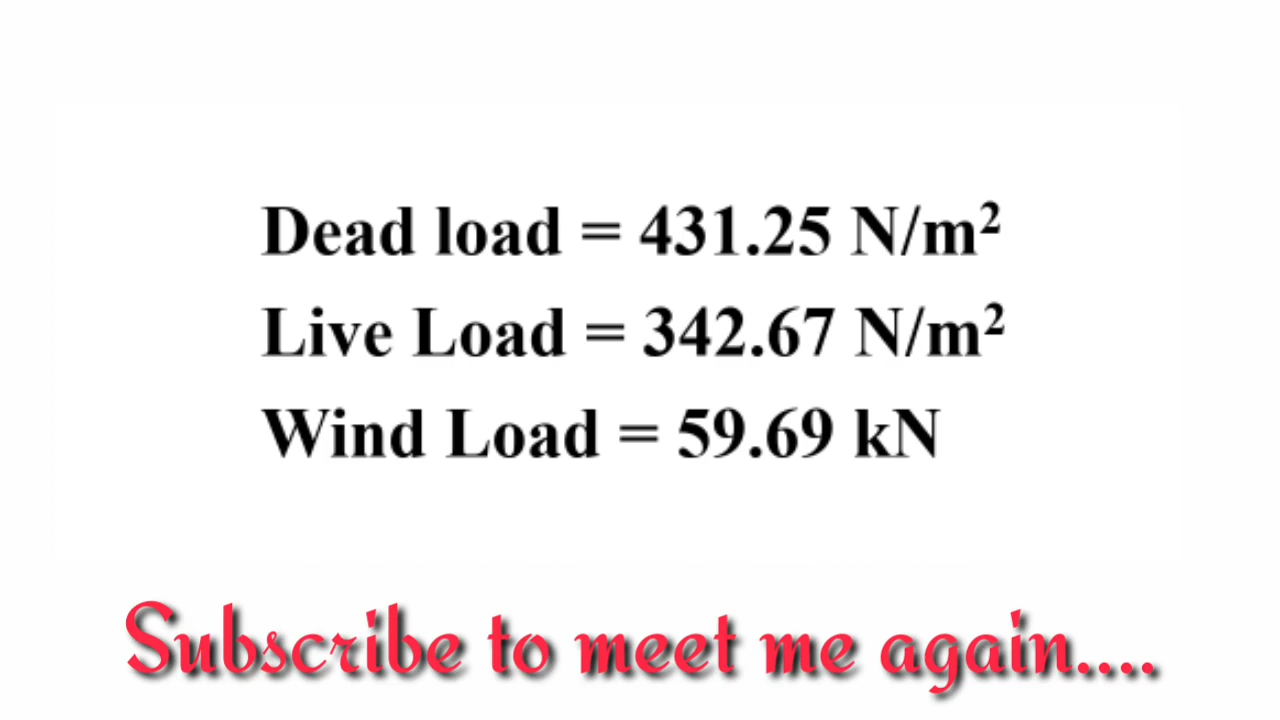 Dead load = 431.25 N/m²
Live Load = 342.67 N/m²
Wind Load = 59.69 kN
Subscribe to meet me again....